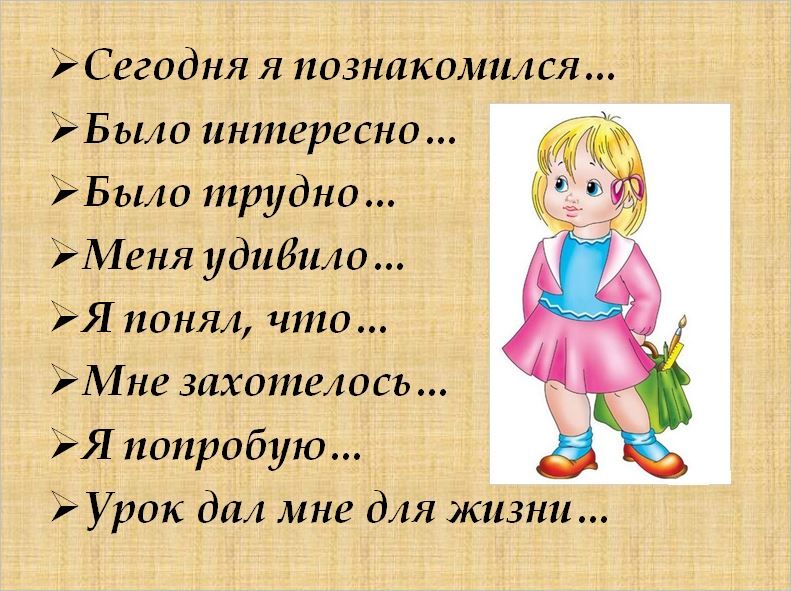 Сегодня я познакомился...
Было интересно...
Было трудно...
Меня удивило...
Я понял, что...
Мне захотелось...
Я попробую...
Урок дал мне для жизни...